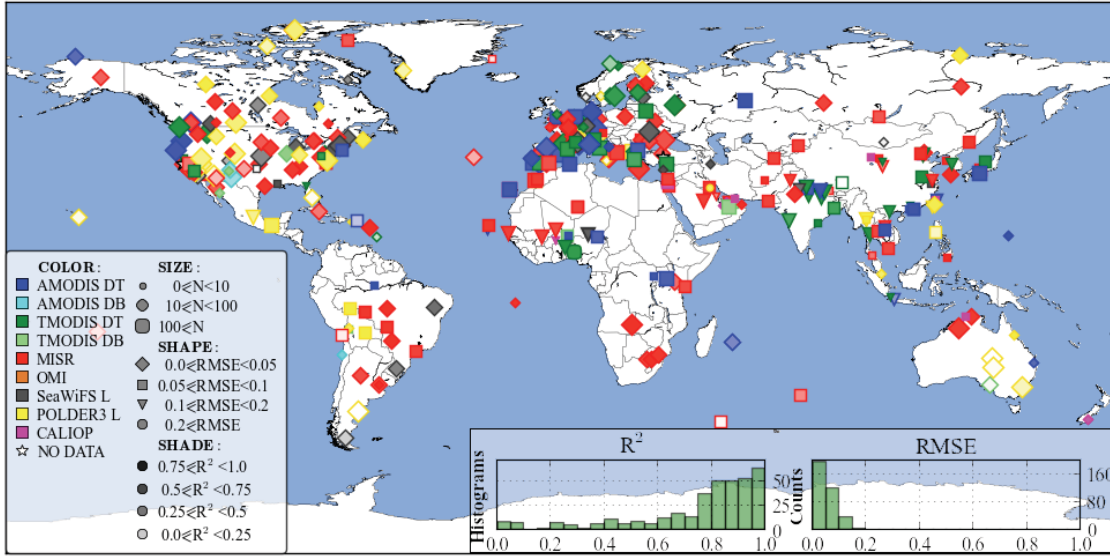 COLOR:
AMODIS DT
AMODIS DB
TMODIS DT
TMODIS DB
MISR
OMI
SeaWiFS L
POLDER3 L
CALIOP
NO DATA
SIZE:
0⩽N<10
10⩽N<100
100⩽N
SHAPE:
0.0⩽RMSE<0.05
0.05⩽RMSE<0.1
0.1⩽RMSE<0.2
0.2⩽RMSE
SHADE:
0.75⩽R² <1.0
0.5⩽R² <0.75
0.25⩽R² <0.5
0.0⩽R² <0.25
R²
Histograms
50
25
0
0.0 0.2 0.4 0.6 0.8 1.0
RMSE
Counts
160
80
0
0.0 0.2 0.4 0.6 0.8 1.0